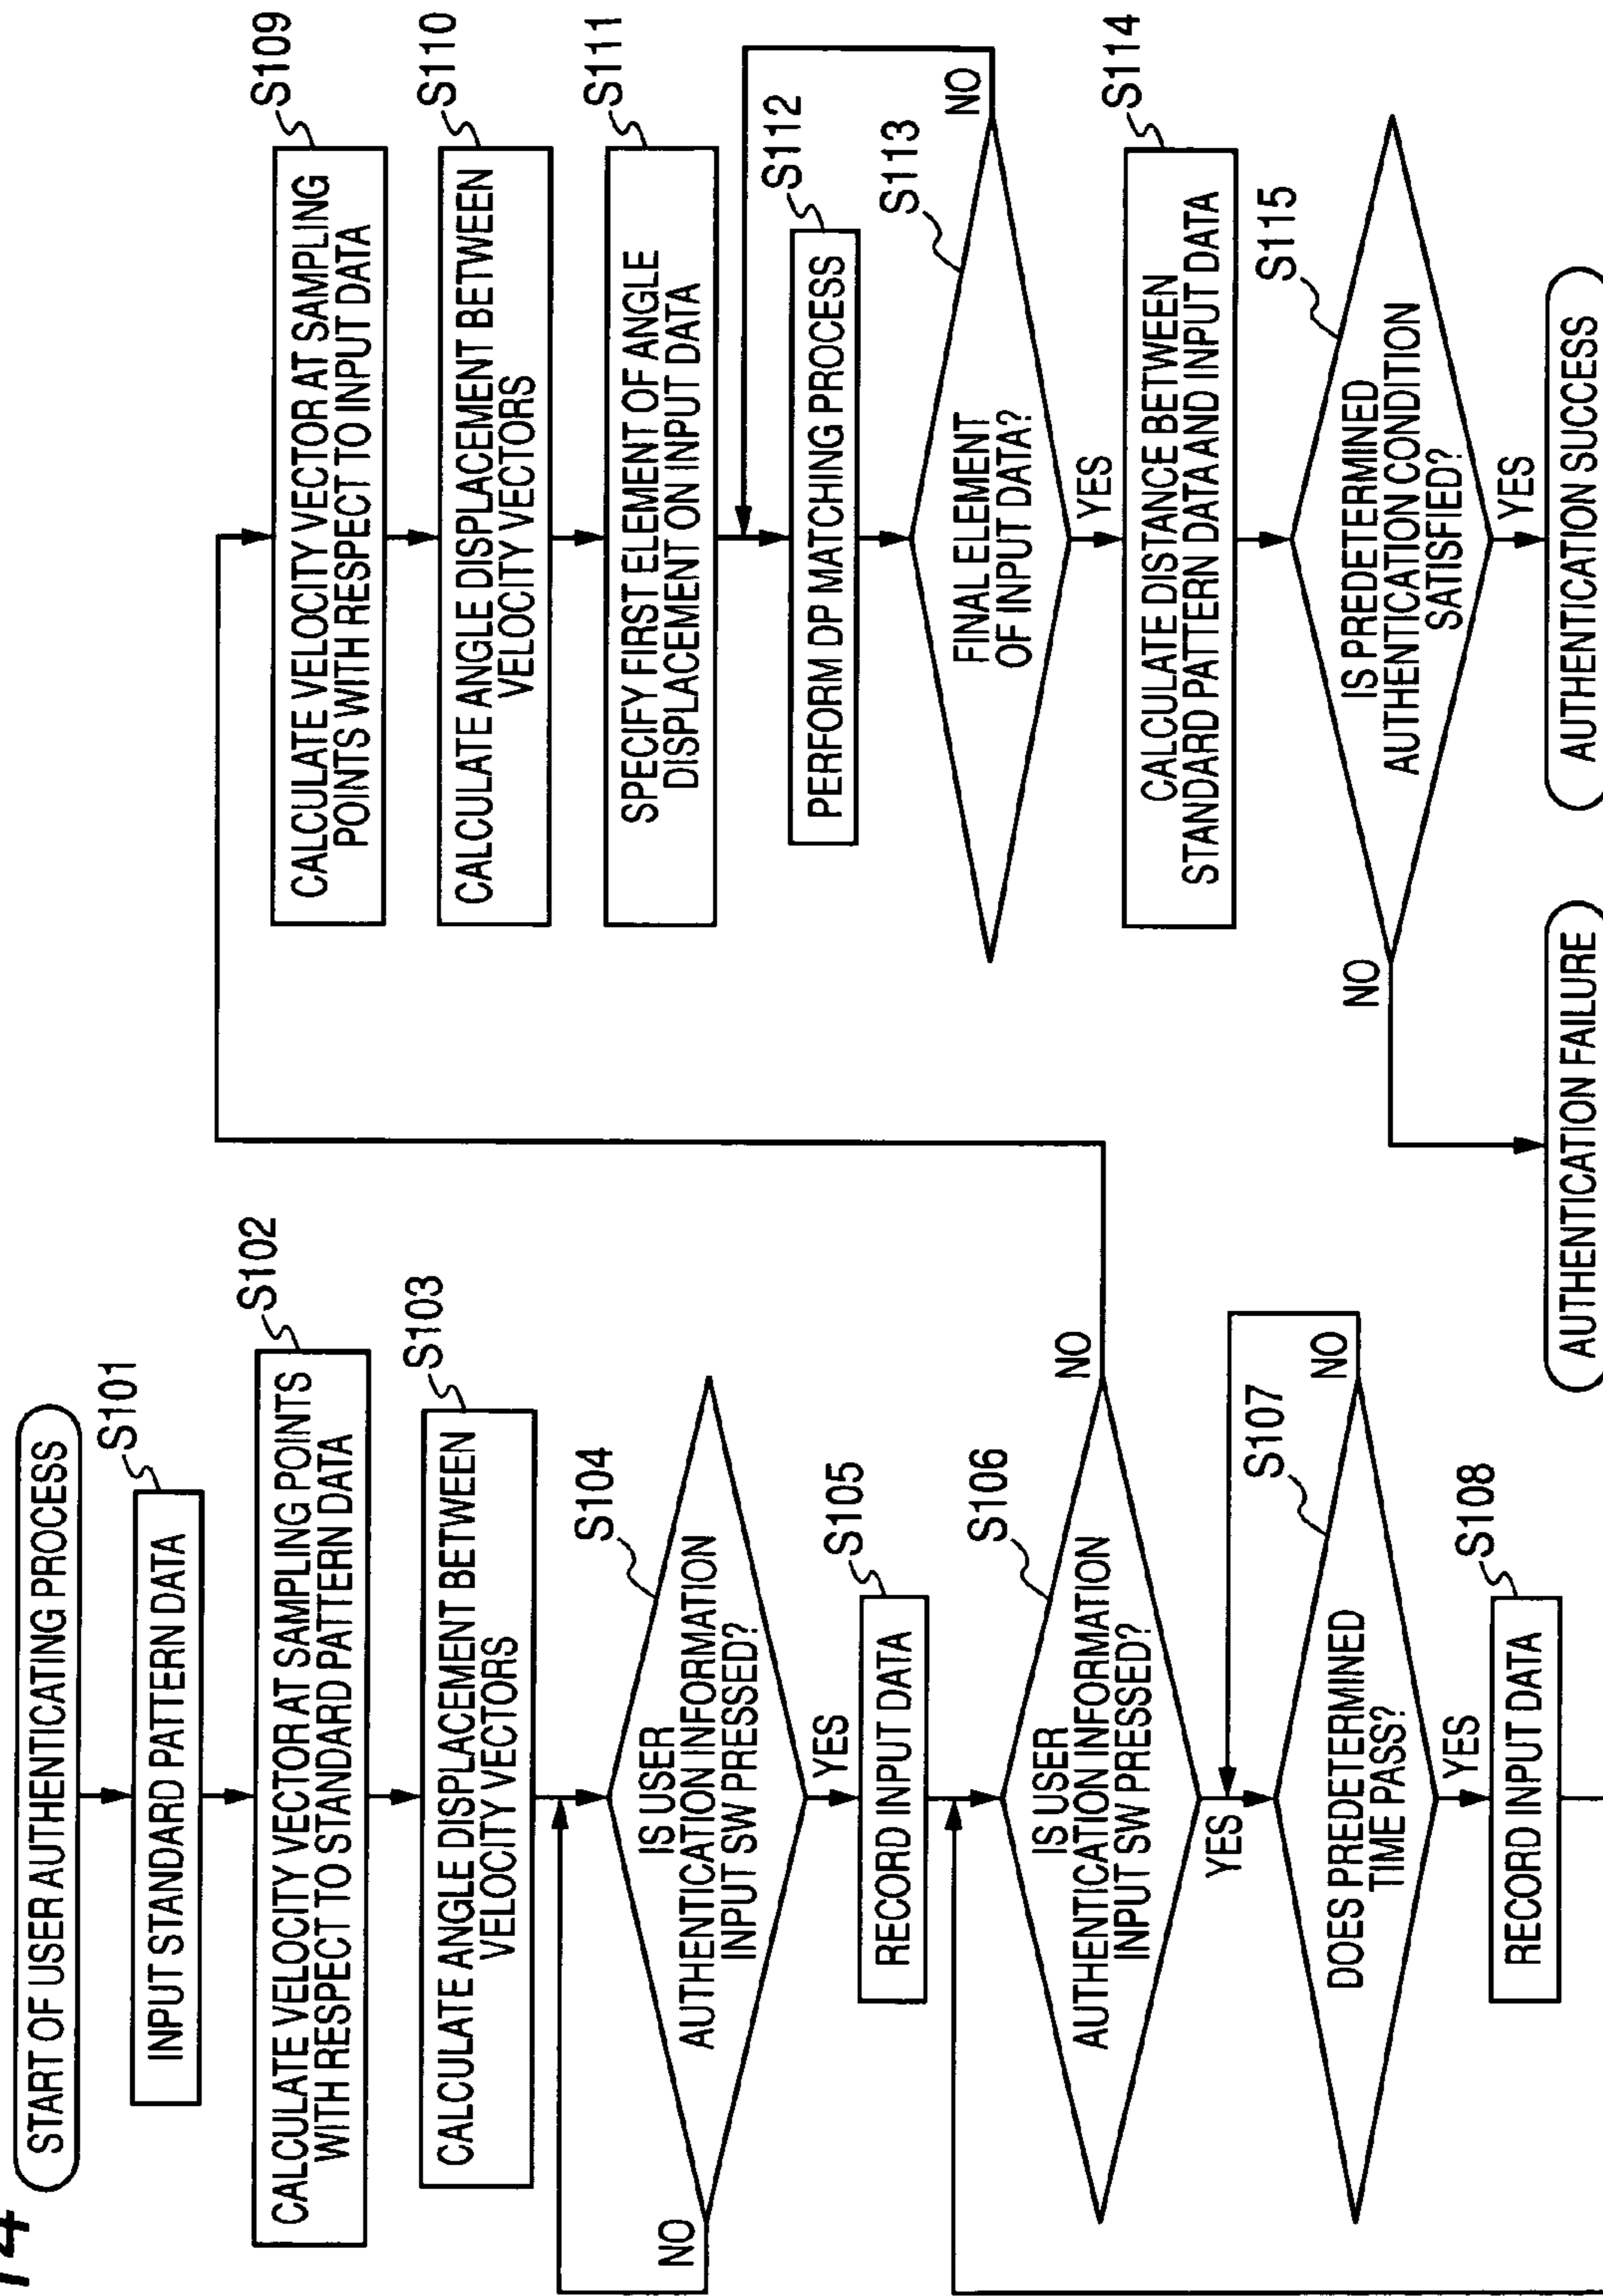 14
START OF USER AUTHENTICATING PROCESS
S101
INPUT STANDARD PATTERN DATA
S102
CALCULATE VELOCITY VECTOR AT SAMPLING POINTS
WITH RESPECT TO STANDARD PATTERN DATA
S103
CALCULATE ANGLE DISPLACEMENT BETWEEN
VELOCITY VECTORS
S104
IS USER
AUTHENTICATION INFORMATION
INPUT SW PRESSED?
NO
YES
S105
RECORD INPUT DATA
S106
IS USER
AUTHENTICATION INFORMATION
INPUT SW PRESSED?
NO
YES
S107
DOES PREDETERMINED
TIME PASS?
NO
YES
S108
RECORD INPUT DATA
S109
CALCULATE VELOCITY VECTOR AT SAMPLING
POINTS WITH RESPECT TO INPUT DATA
S110
CALCULATE ANGLE DISPLACEMENT BETWEEN
VELOCITY VECTORS
S111
SPECIFY FIRST ELEMENT OF ANGLE
DISPLACEMENT ON INPUT DATA
S112
PERFORM DP MATCHING PROCESS
S113
FINAL ELEMENT
OF INPUT DATA?
NO
YES
S114
CALCULATE DISTANCE BETWEEN
STANDARD PATTERN DATA AND INPUT DATA
S115
IS PREDETERMINED
AUTHENTICATION CONDITION
SATISFIED?
NO
YES
AUTHENTICATION FAILURE
AUTHENTICATION SUCCESS